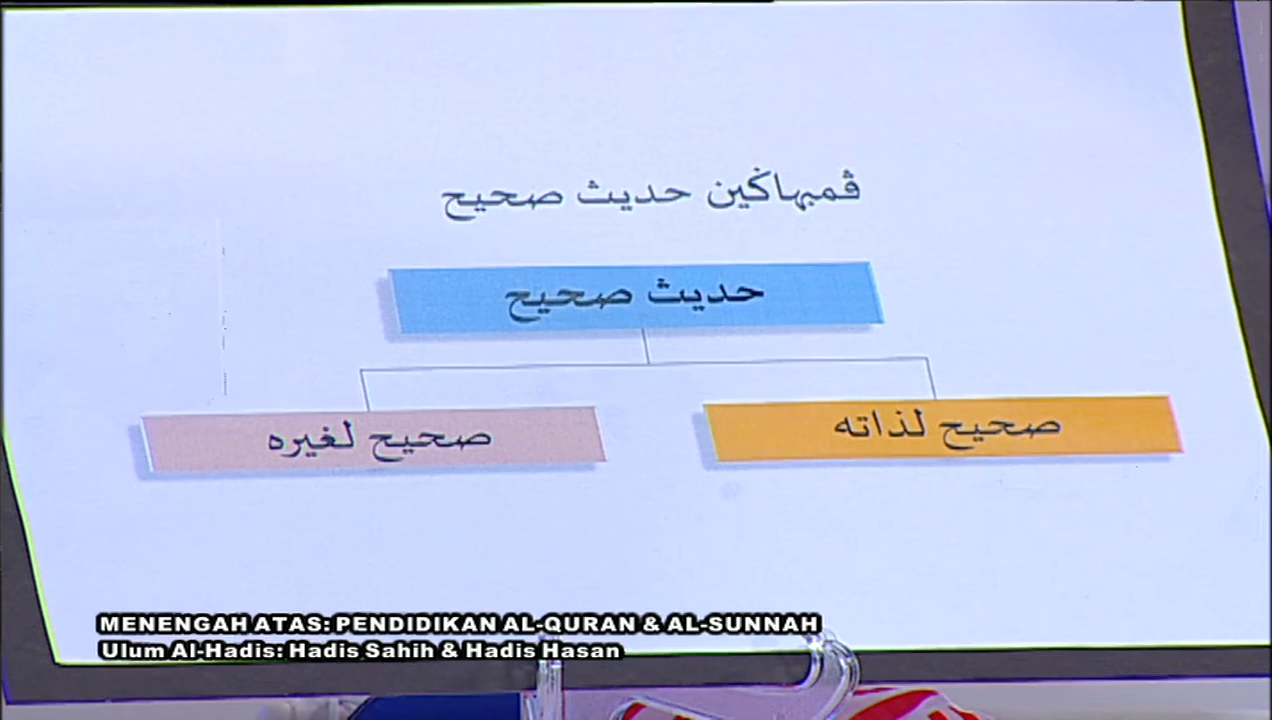 ڤمبهاݢين حديث صحيح
حديث صحيح
صحيح لذاته
صحيح لغيره
MENENGAH ATAS: PENDIDIKAN AL-QURAN & AL-SUNNAH
Ulum Al-Hadis: Hadis Sahih & Hadis Hasan